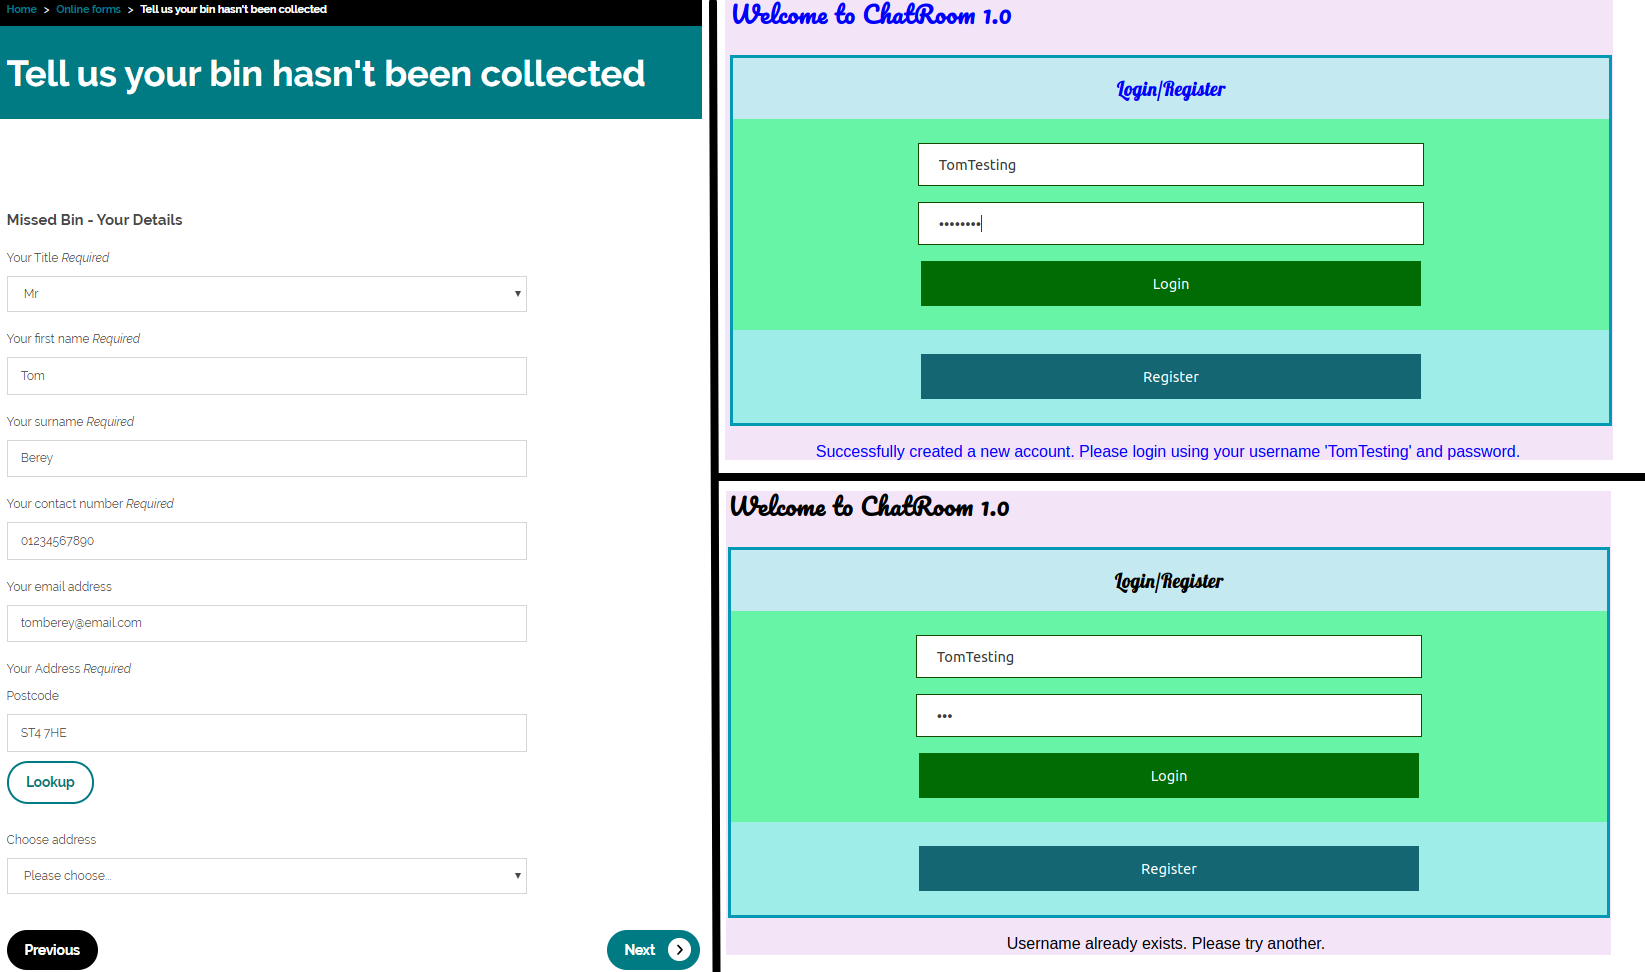 Home > Online forms > Tell us your bin hasn't been collected
Tell us your bin hasn't been collected
Missed Bin - Your Details
Your Title Required
Mr
Your first name Required
Tom
Your surname Required
Berey
Your contact number Required
01234567890
Your email address
tomberey@email.com
Your Address Required
Postcode
ST4 7HE
Lookup
Choose address
Please choose...
Previous
Next
Welcome to ChatRoom 1.0
Login/Register
TomTesting
••••••••
Login
Register
Successfully created a new account. Please login using your username 'TomTesting' and password.
Welcome to ChatRoom 1.0
Login/Register
TomTesting
•••
Login
Register
Username already exists. Please try another.